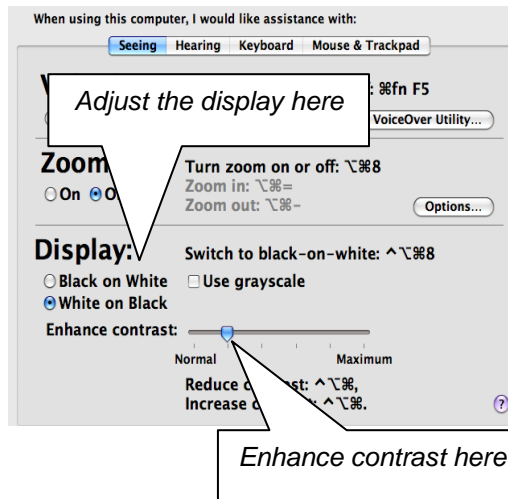 When using this computer, I would like assistance with:
Seeing Hearing Keyboard Mouse & Trackpad
: ⌘fn F5
Adjust the display here
VoiceOver Utility...
Zoom
Turn zoom on or off: ⌥⌘8
On
Zoom in: ⌥⌘=
Zoom out: ⌥⌘-
Options...
Display:
Switch to black-on-white: ^⌥⌘8
Black on White Use grayscale
White on Black
Enhance contrast:
Normal Maximum
Reduce ^⌥⌘,
Increase ^⌥⌘.
?
Enhance contrast here